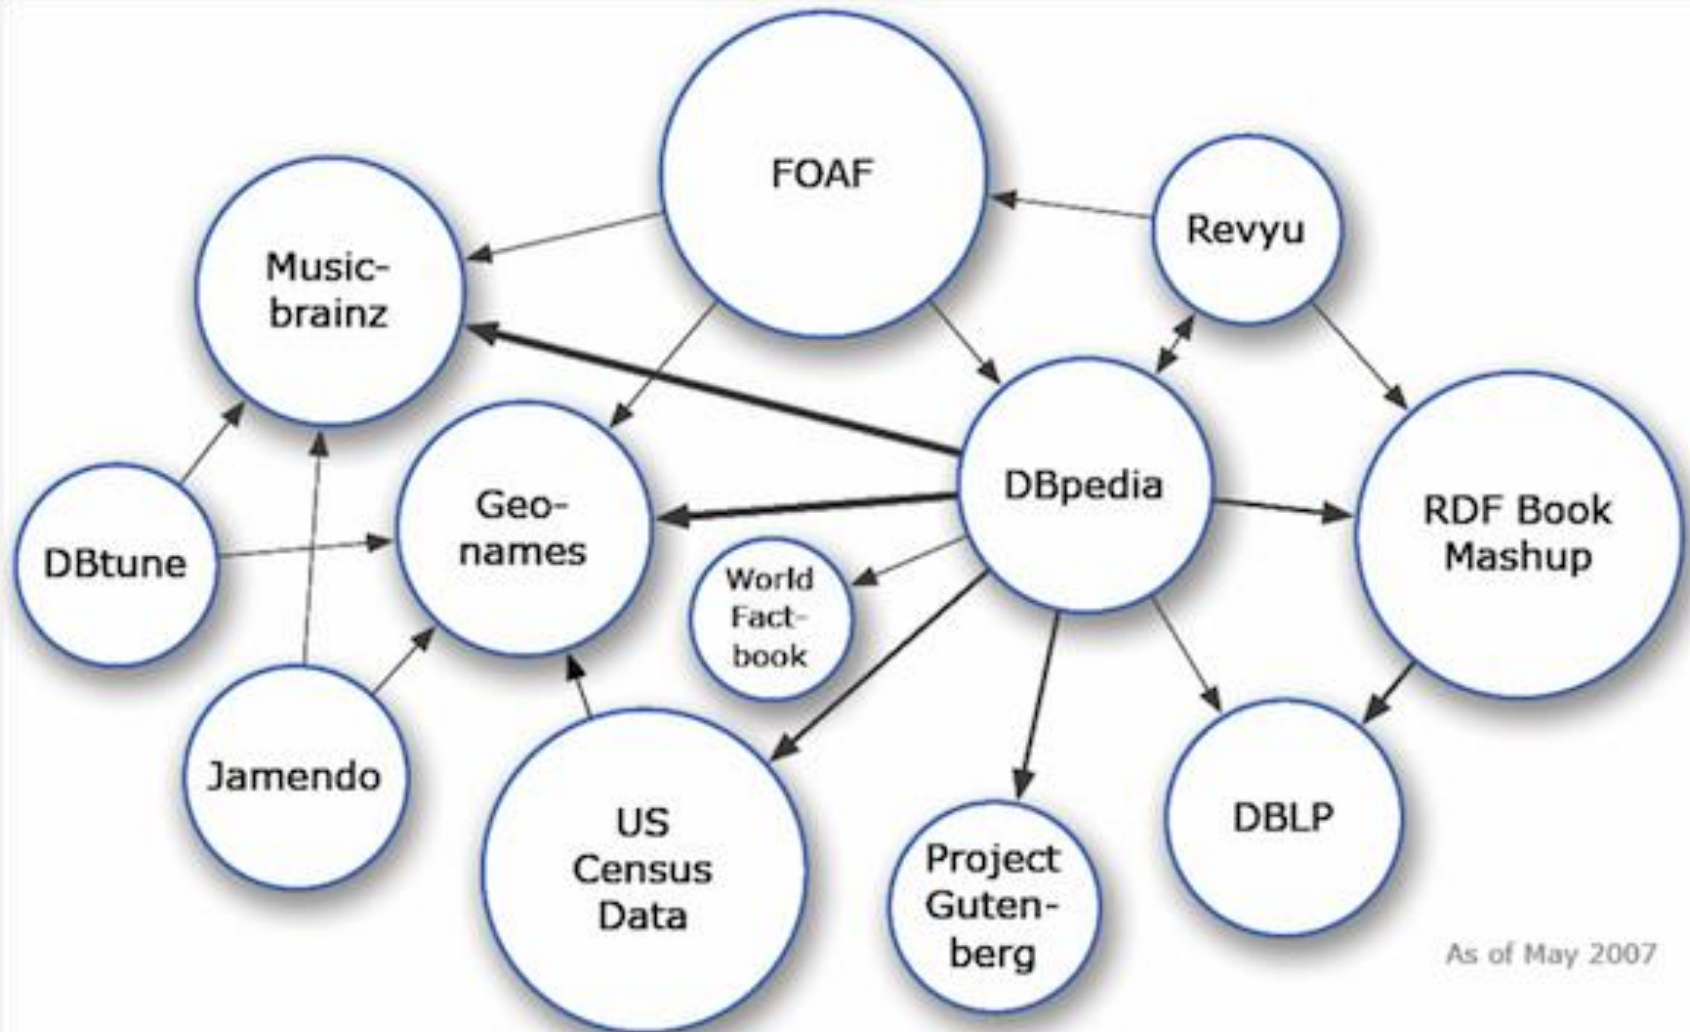 FOAF
Revyu
Music-
brainz
DBpedia
Geo-
names
RDF Book
Mashup
DBtune
World
Fact-
book
Jamendo
US
Census
Data
Project
Guten-
berg
DBLP
As of May 2007